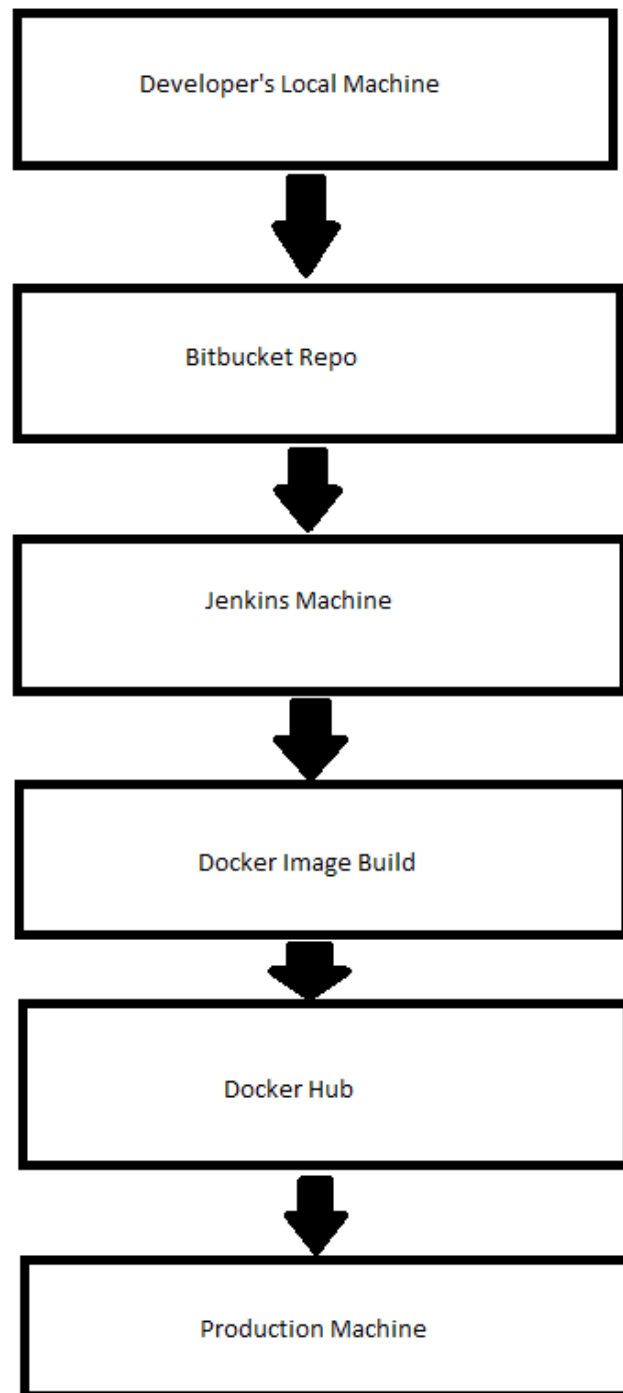 Developer's Local Machine
Bitbucket Repo
Jenkins Machine
Docker Image Build
Docker Hub
Production Machine